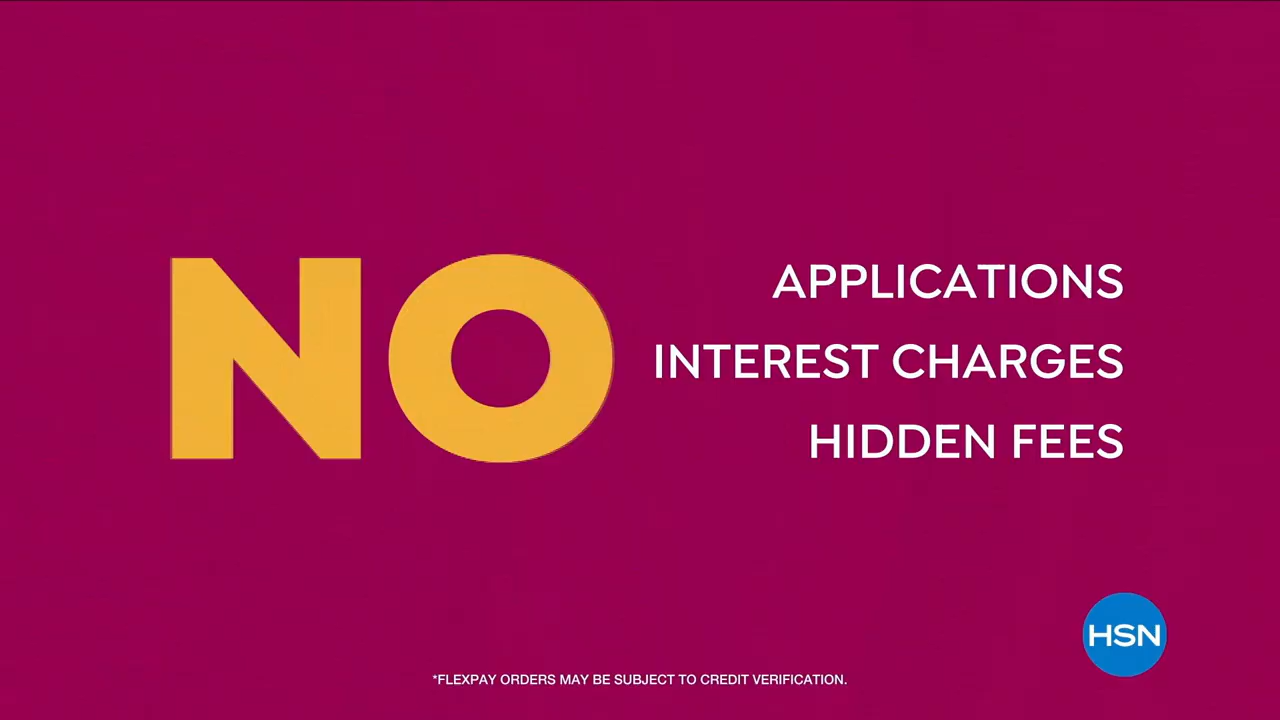 NO
APPLICATIONS
INTEREST CHARGES
HIDDEN FEES
HSN
*FLEXPAY ORDERS MAY BE SUBJECT TO CREDIT VERIFICATION.